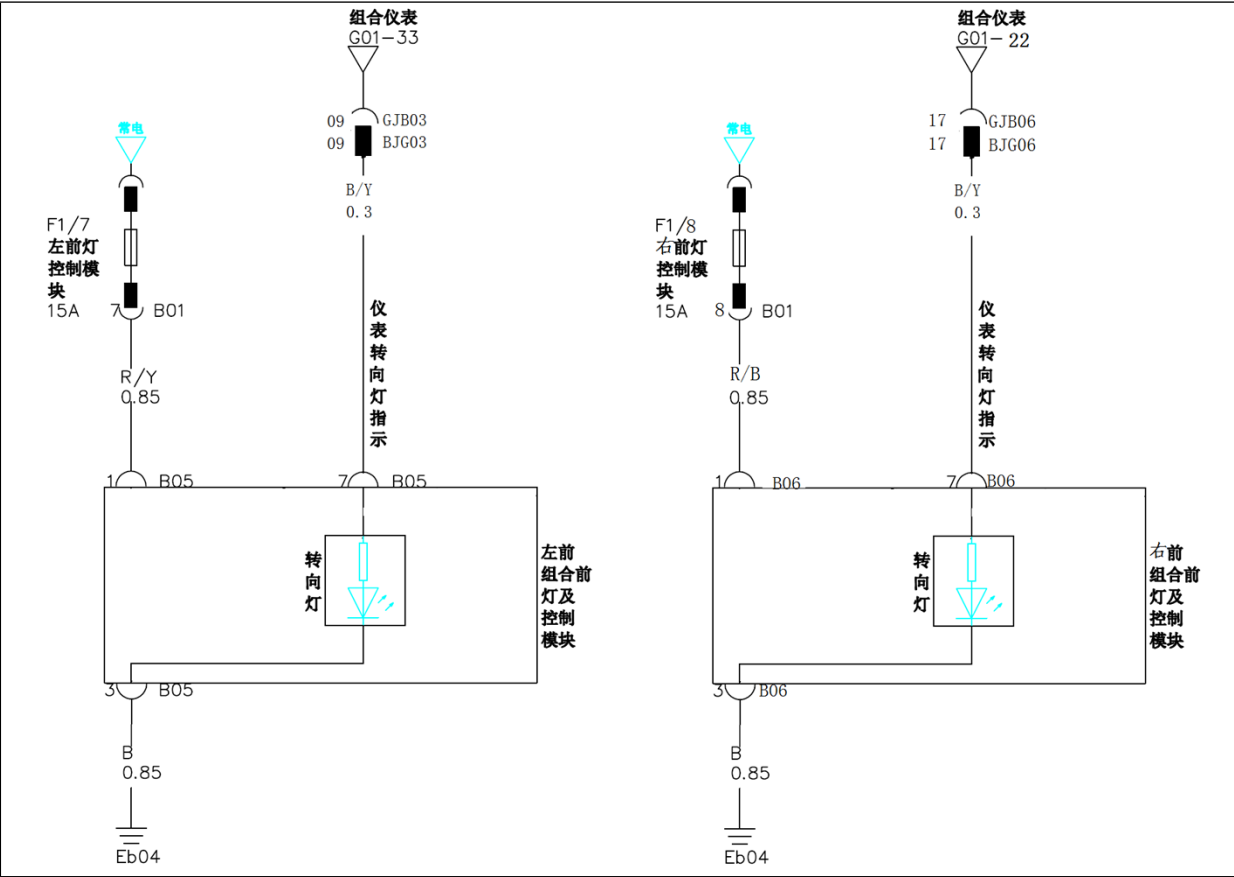 组合仪表
G01-33
09 GJB03
09 BJG03
B/Y
0.3
常电
F1/7
左前灯
控制模
块
15A 7 B01
R/Y
0.85
仪表转向灯指示
1 B05 7 B05
转向灯
左前
组合前
灯及
控制
模块
3 B05
B
0.85
Eb04
组合仪表
G01-22
17 GJB06
17 BJG06
B/Y
0.3
常电
F1/8
右前灯
控制模
块
15A 8 B01
R/B
0.85
仪表转向灯指示
1 B06 7 B06
转向灯
右前
组合前
灯及
控制
模块
3 B06
B
0.85
Eb04